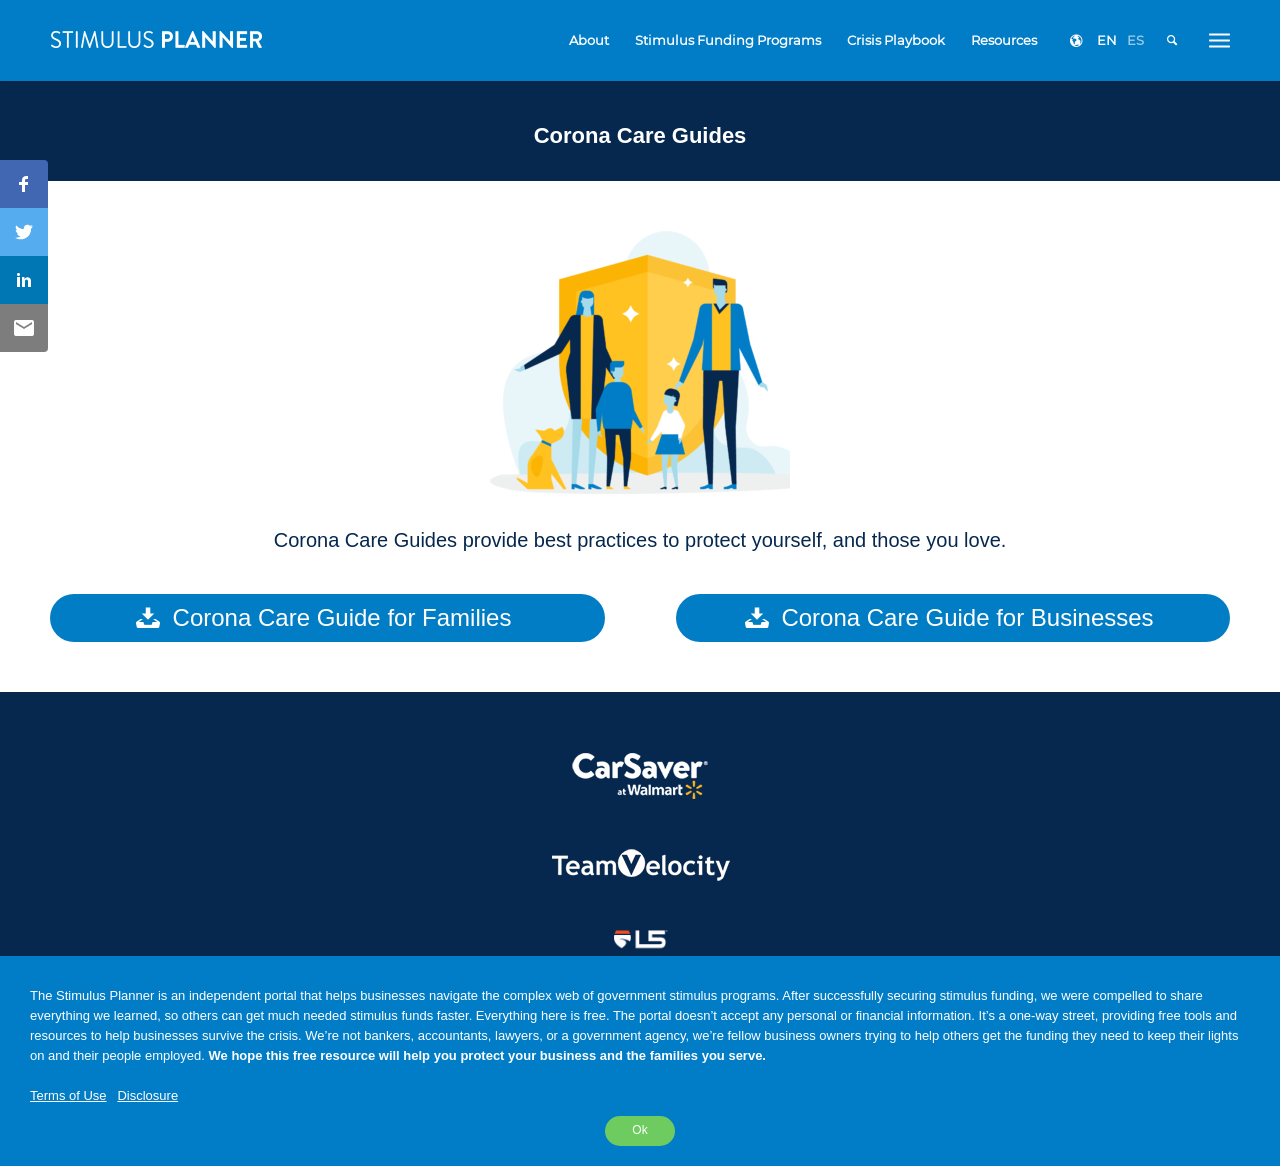 STIMULUS PLANNER
About Stimulus Funding Programs Crisis Playbook Resources EN ES
Corona Care Guides
Corona Care Guides provide best practices to protect yourself, and those you love.
Corona Care Guide for Families
Corona Care Guide for Businesses
CarSaver
at Walmart
TeamVelocity
L5
The Stimulus Planner is an independent portal that helps businesses navigate the complex web of government stimulus programs. After successfully securing stimulus funding, we were compelled to share
everything we learned, so others can get much needed stimulus funds faster. Everything here is free. The portal doesn’t accept any personal or financial information. It’s a one-way street, providing free tools and
resources to help businesses survive the crisis. We’re not bankers, accountants, lawyers, or a government agency, we’re fellow business owners trying to help others get the funding they need to keep their lights
on and their people employed. We hope this free resource will help you protect your business and the families you serve.
Terms of Use Disclosure
Ok